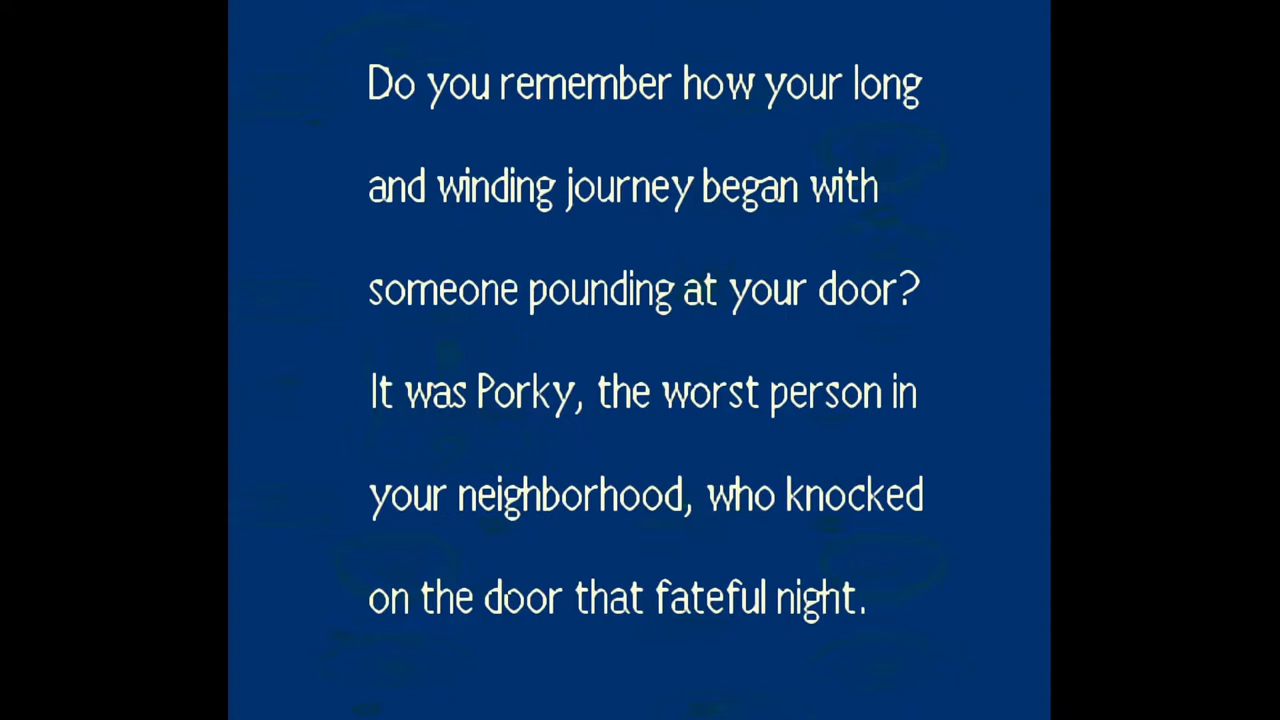 Do you remember how your long
and winding journey began with
someone pounding at your door?
It was Porky, the worst person in
your neighborhood, who knocked
on the door that fateful night.